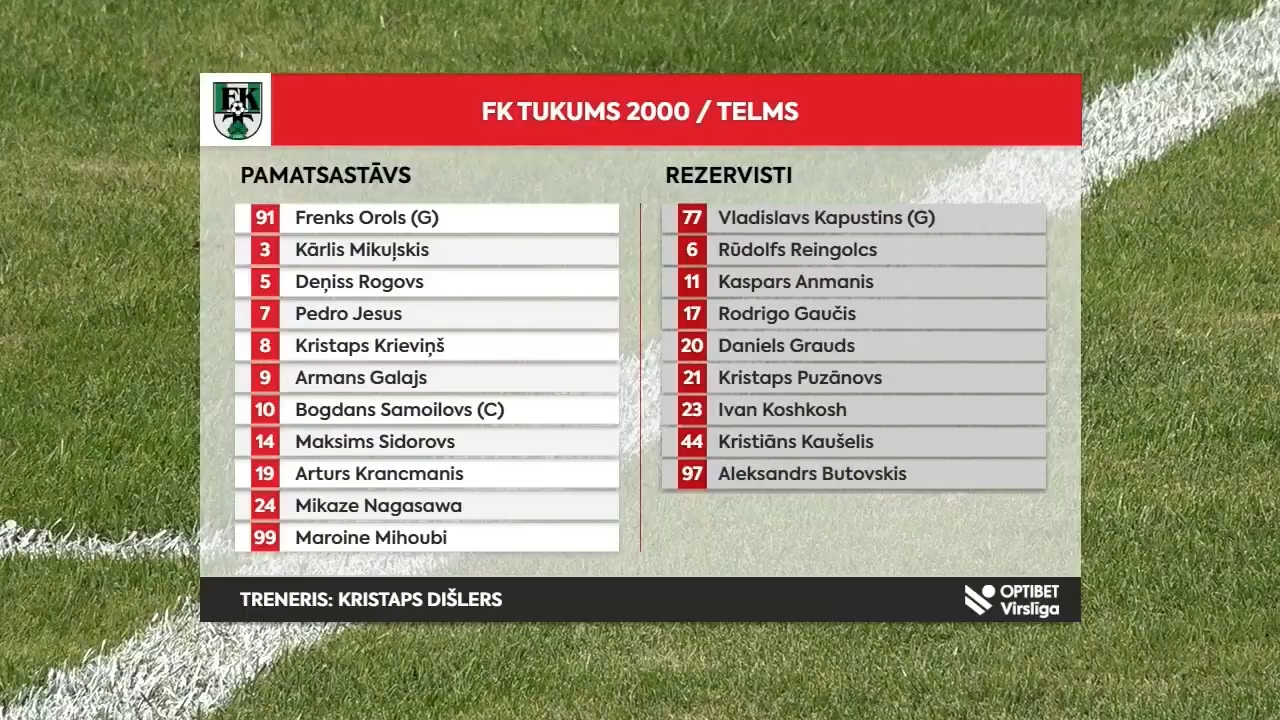 FK
FK TUKUMS 2000 / TELMS
PAMATSASTĀVS
91 Frenks Orols (G)
3 Kārlis Mikuļskis
5 Deņiss Rogovs
7 Pedro Jesus
8 Kristaps Krieviņš
9 Armans Galajs
10 Bogdans Samoilovs (C)
14 Maksims Sidorovs
19 Arturs Krancmanis
24 Mikaze Nagasawa
99 Maroine Mihoubi
REZERVISTI
77 Vladislavs Kapustins (G)
6 Rūdolfs Reingolcs
11 Kaspars Anmanis
17 Rodrigo Gaučis
20 Daniels Grauds
21 Kristaps Puzānovs
23 Ivan Koshkosh
44 Kristiāns Kaušelis
97 Aleksandrs Butovskis
TRENERIS: KRISTAPS DIŠLERS
OPTIBET
Virslīga